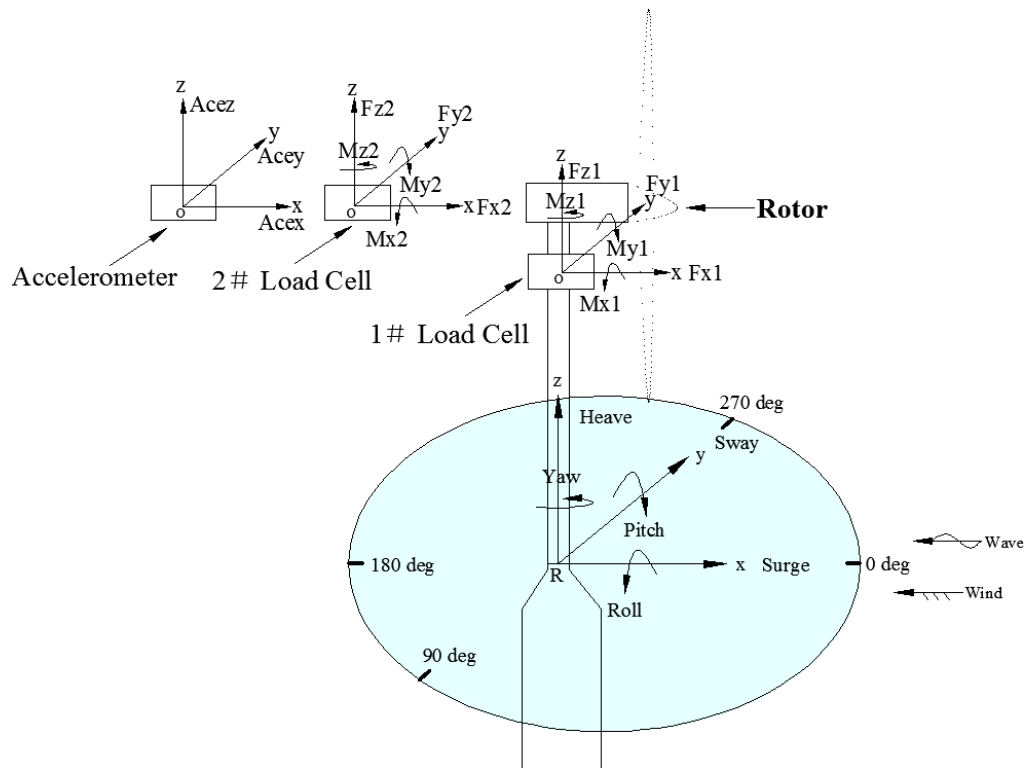 z
Acez
y
Acey
o
x
Acex
Accelerometer
z
Fz2
Fy2
y
Mz2
My2
o
x Fx2
Mx2
2# Load Cell
z
Fz1
Fy1
y
Mz1
My1
o
x Fx1
Mx1
1# Load Cell
Rotor
z
Heave
270 deg
Sway
y
Yaw
Pitch
180 deg
R
x Surge
0 deg
Roll
Wave
Wind
90 deg